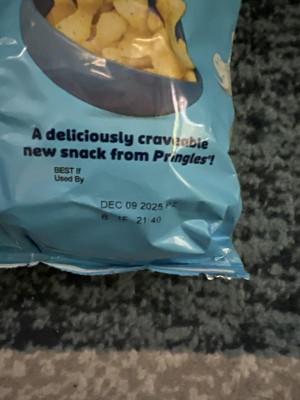 A deliciously craveable
new snack from Pringles®!
BEST If
Used By
DEC 09 2025
21:40